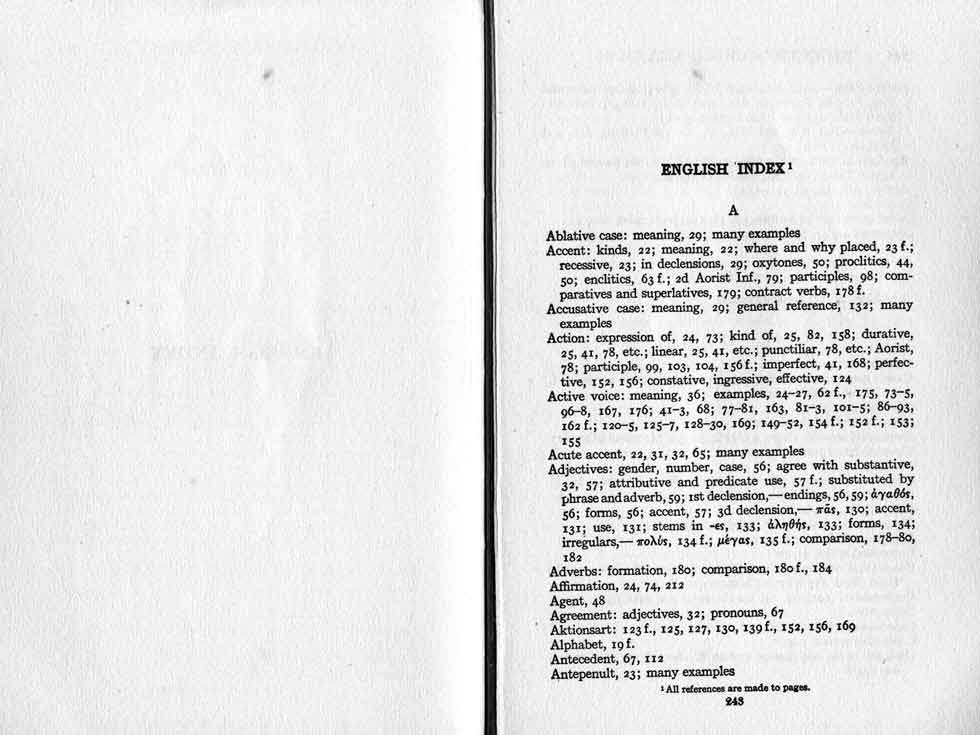 ENGLISH INDEX¹
A
Ablative case: meaning, 29; many examples
Accent: kinds, 22; meaning, 22; where and why placed, 23 f.;
recessive, 23; in declensions, 29; oxytones, 50; proclitics, 44,
50; enclitics, 63 f.; 2d Aorist Inf., 79; participles, 98; com-
paratives and superlatives, 179; contract verbs, 178 f.
Accusative case: meaning, 29; general reference, 132; many
examples
Action: expression of, 24, 73; kind of, 25, 82, 158; durative,
25, 41, 78, etc.; linear, 25, 41, etc.; punctiliar, 78, etc.; Aorist,
78; participle, 99, 103, 104, 156 f.; imperfect, 41, 168; perfec-
tive, 152, 156; constative, ingressive, effective, 124
Active voice: meaning, 36; examples, 24–27, 62 f., 175, 73–5,
96–8, 167, 176; 41–3, 68; 77–81, 163, 81–3, 101–5; 86–93,
162 f.; 120–5, 125–7, 128–30, 169; 149–52, 154 f.; 152 f.; 153;
155
Acute accent, 22, 31, 32, 65; many examples
Adjectives: gender, number, case, 56; agree with substantive,
32, 57; attributive and predicate use, 57 f.; substituted by
phrase and adverb, 59; 1st declension,—endings, 56, 59; ἀγαθός,
56; forms, 56; accent, 57; 3d declension,— πᾶς, 130; accent,
131; use, 131; stems in -ες, 133; ἀληθής, 133; forms, 134;
irregulars,— πολύς, 134 f.; μέγας, 135 f.; comparison, 178–80,
182
Adverbs: formation, 180; comparison, 180 f., 184
Affirmation, 24, 74, 212
Agent, 48
Agreement: adjectives, 32; pronouns, 67
Aktionsart: 123 f., 125, 127, 130, 139 f., 152, 156, 169
Alphabet, 19 f.
Antecedent, 67, 112
Antepenult, 23; many examples
¹ All references are made to pages.
243